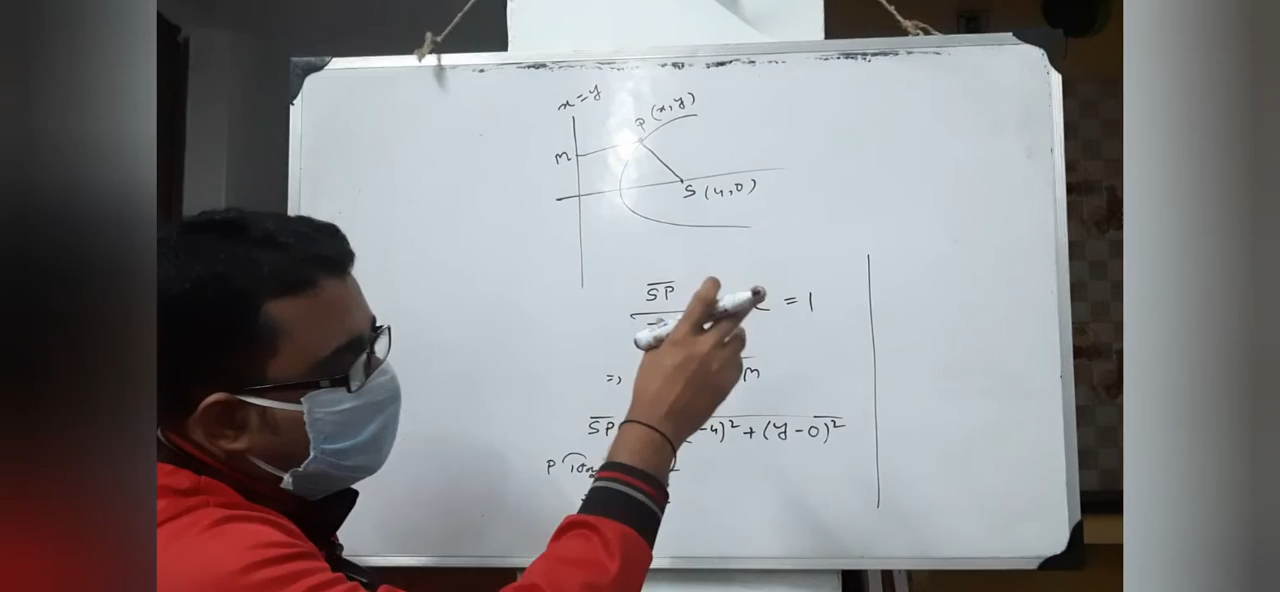 x=y
P(x,y)
M
S(4,0)
SP
= 1
=>
M
SP -4)² + (y-0)²
P